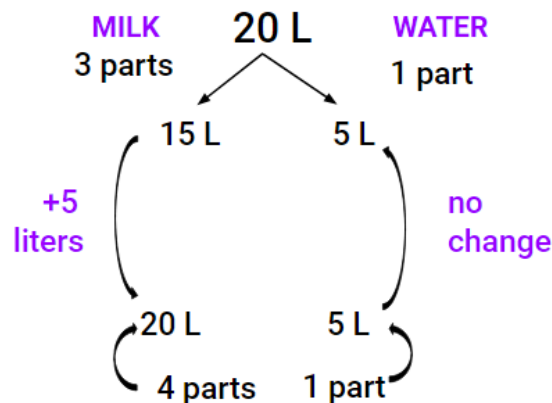 MILK 20 L WATER
3 parts 1 part
15 L 5 L
+5 no
liters change
20 L 5 L
4 parts 1 part